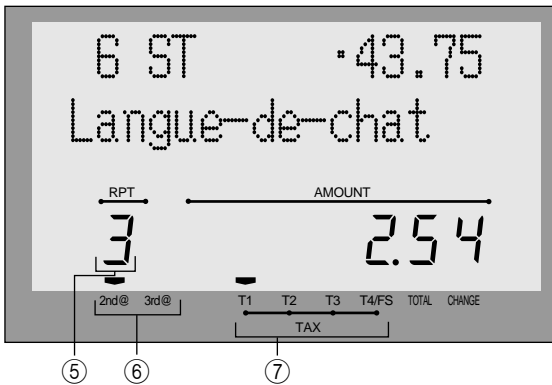 6 ST ·43.75
Langue-de-chat
RPT AMOUNT
3 2.54
2nd@ 3rd@ T1 T2 T3 T4/FS TOTAL CHANGE
TAX
⑤ ⑥ ⑦